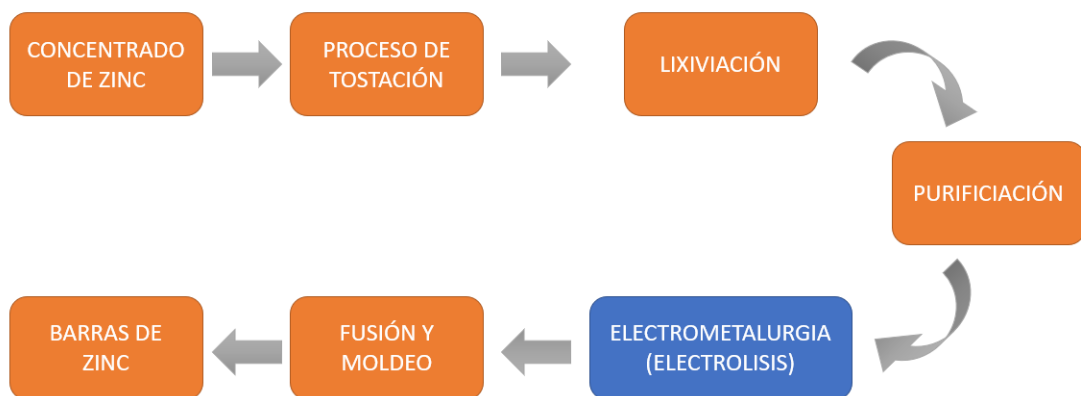 CONCENTRADO
DE ZINC
PROCESO DE
TOSTACIÓN
LIXIVIACIÓN
PURIFICIACIÓN
ELECTROMETALURGIA
(ELECTROLISIS)
FUSIÓN Y
MOLDEO
BARRAS DE
ZINC